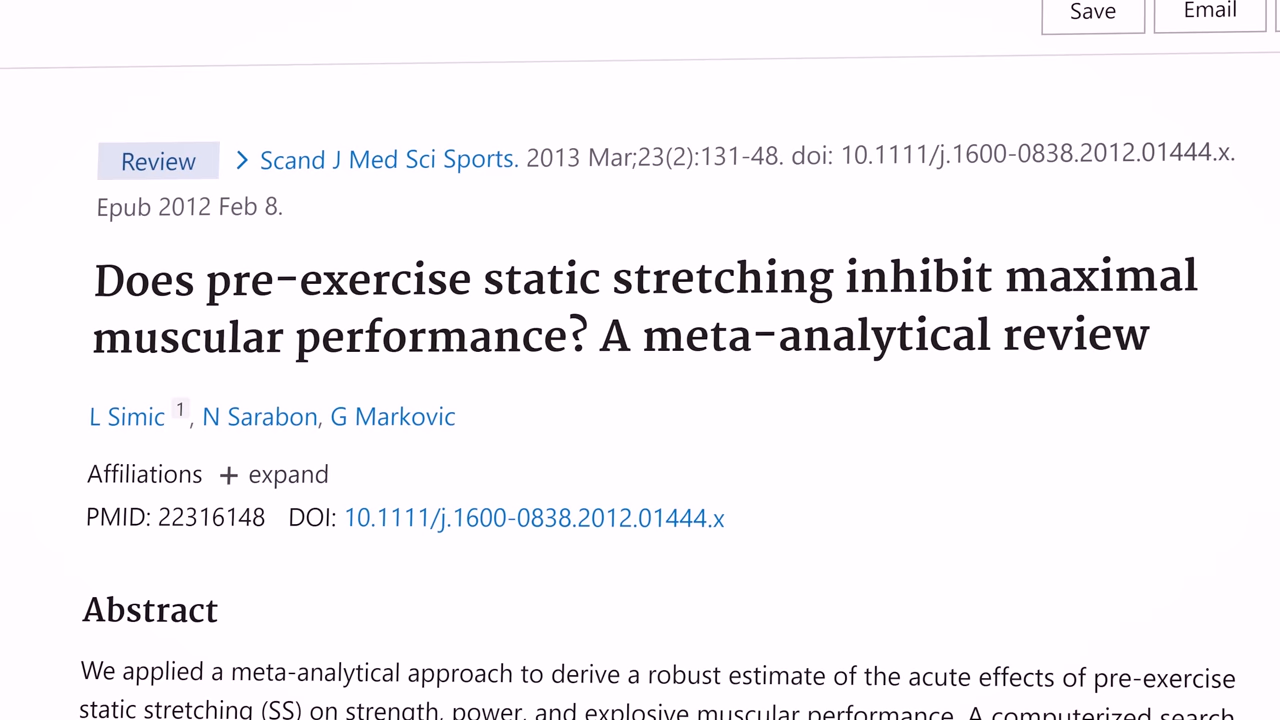 Save Email
Review > Scand J Med Sci Sports. 2013 Mar;23(2):131-48. doi: 10.1111/j.1600-0838.2012.01444.x.
Epub 2012 Feb 8.
Does pre-exercise static stretching inhibit maximal
muscular performance? A meta-analytical review
L Simic 1, N Sarabon, G Markovic
Affiliations + expand
PMID: 22316148 DOI: 10.1111/j.1600-0838.2012.01444.x
Abstract
We applied a meta-analytical approach to derive a robust estimate of the acute effects of pre-exercise
static stretching (SS) on strength, power, and explosive muscular performance. A computerized search